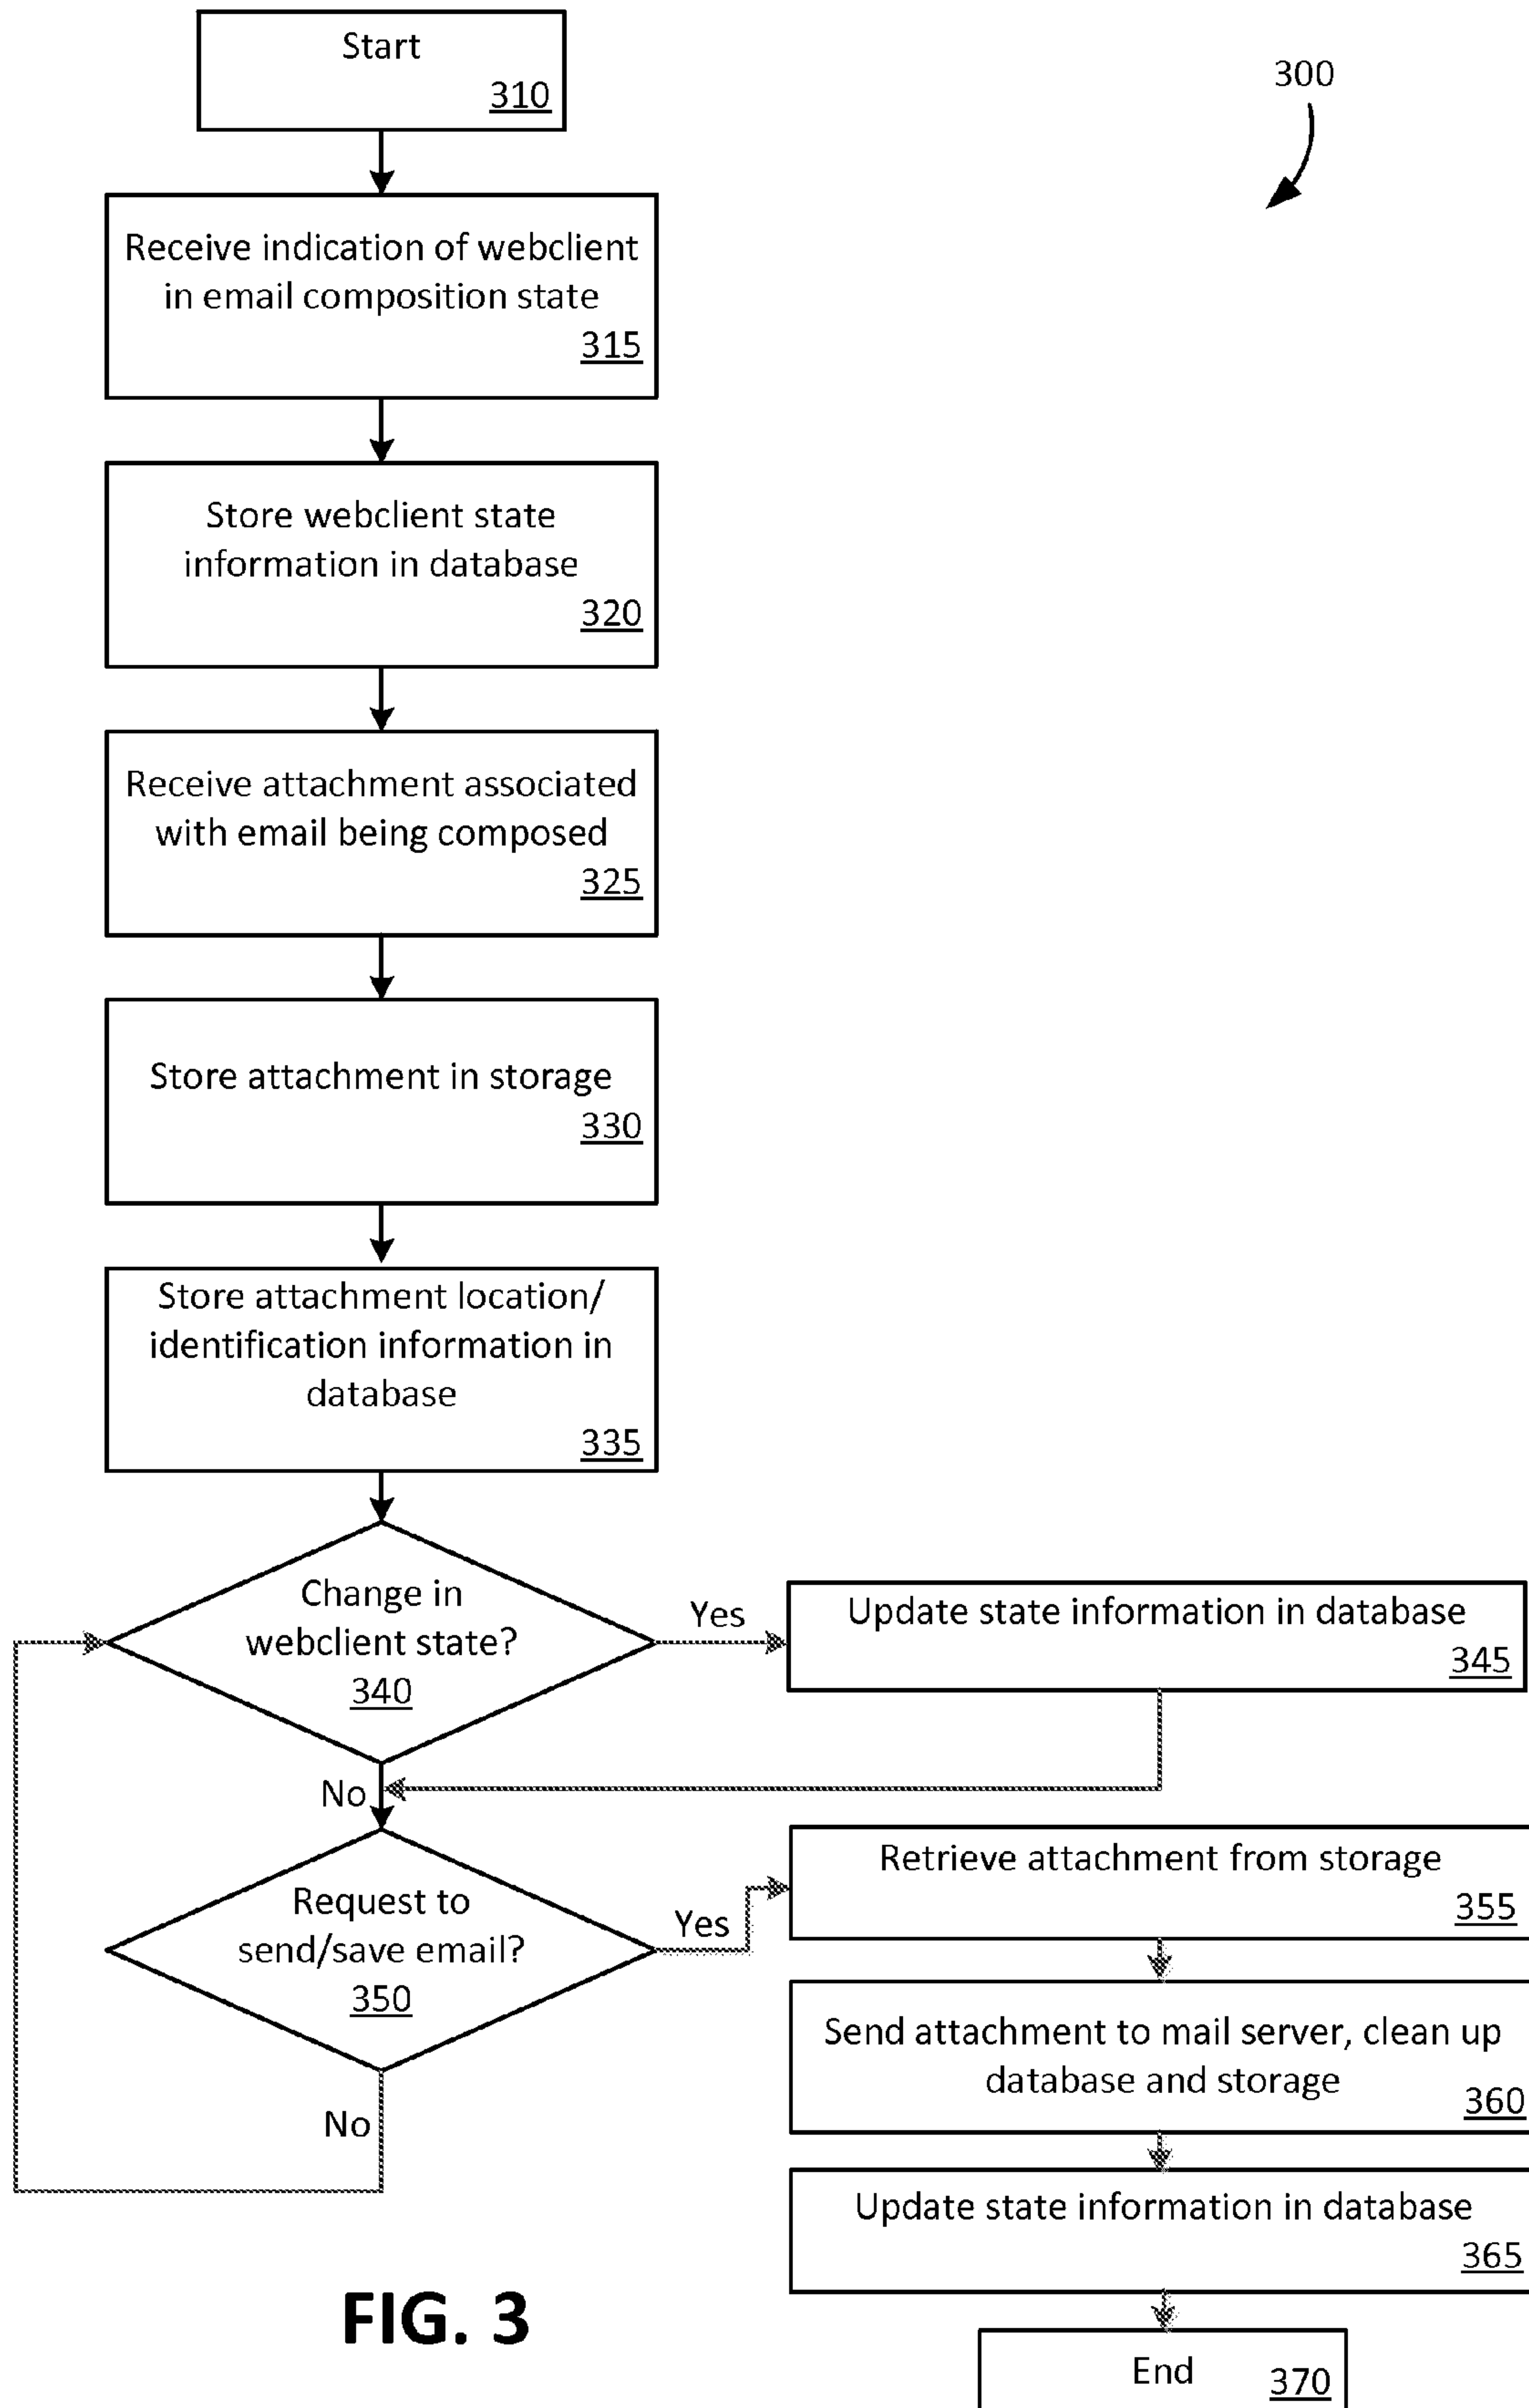 Start
310
300
Receive indication of webclient
in email composition state
315
Store webclient state
information in database
320
Receive attachment associated
with email being composed
325
Store attachment in storage
330
Store attachment location/
identification information in
database
335
Change in
webclient state?
340
Yes
Update state information in database
345
No
Request to
send/save email?
350
Yes
Retrieve attachment from storage
355
Send attachment to mail server, clean up
database and storage
360
No
Update state information in database
365
End
370
FIG. 3